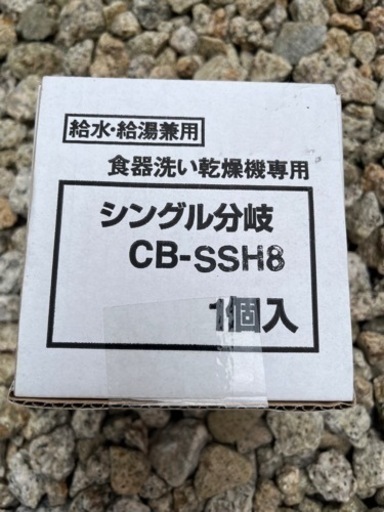 給水・給湯兼用
食器洗い乾燥機専用
シングル分岐
CB-SSH8
1個入